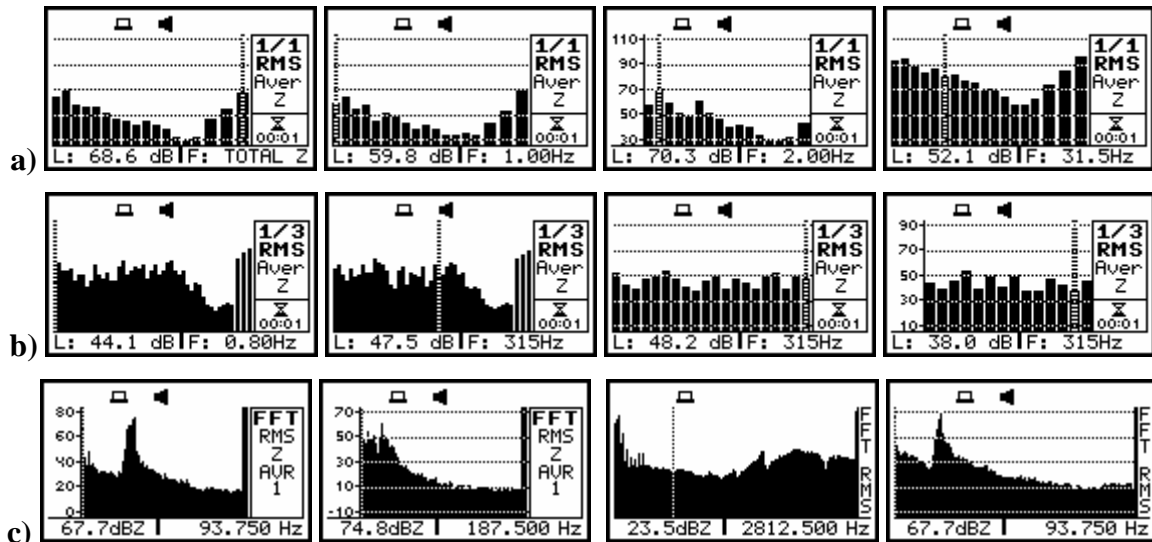 1/1
RMS
Aver
Z
00:01
L: 68.6 dB F: TOTAL Z
1/1
RMS
Aver
Z
00:01
L: 59.8 dB F: 1.00Hz
110
90
70
50
30
1/1
RMS
Aver
Z
00:01
L: 70.3 dB F: 2.00Hz
1/1
RMS
Aver
Z
00:01
L: 52.1 dB F: 31.5Hz
a)
1/3
RMS
Aver
Z
00:01
L: 44.1 dB F: 0.80Hz
1/3
RMS
Aver
Z
00:01
L: 47.5 dB F: 315Hz
1/3
RMS
Aver
Z
00:01
L: 48.2 dB F: 315Hz
90
70
50
30
10
1/3
RMS
Aver
Z
00:01
L: 38.0 dB F: 315Hz
b)
80
60
40
20
0
FFT
RMS
Z
AVR
1
67.7dBZ 93.750 Hz
70
50
30
10
-10
FFT
RMS
Z
AVR
1
74.8dBZ 187.500 Hz
FFT RMS
23.5dBZ 2812.500 Hz
FFT RMS
67.7dBZ 93.750 Hz
c)